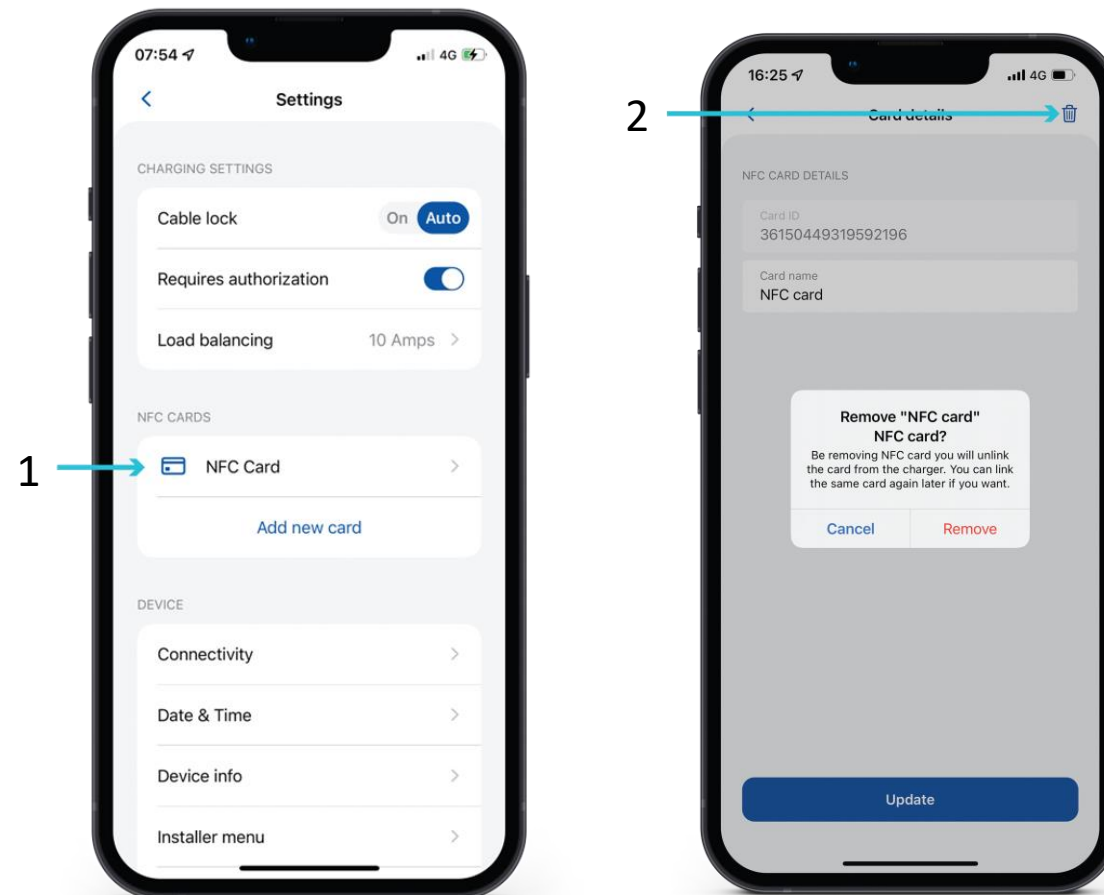 07:54
4G
Settings
CHARGING SETTINGS
Cable lock
On Auto
Requires authorization
Load balancing
10 Amps
NFC CARDS
1
NFC Card
Add new card
DEVICE
Connectivity
Date & Time
Device info
Installer menu
16:25
4G
2
Card details
NFC CARD DETAILS
Card ID
36150449319592196
Card name
NFC card
Remove "NFC card"
NFC card?
Be removing NFC card you will unlink
the card from the charger. You can link
the same card again later if you want.
Cancel
Remove
Update